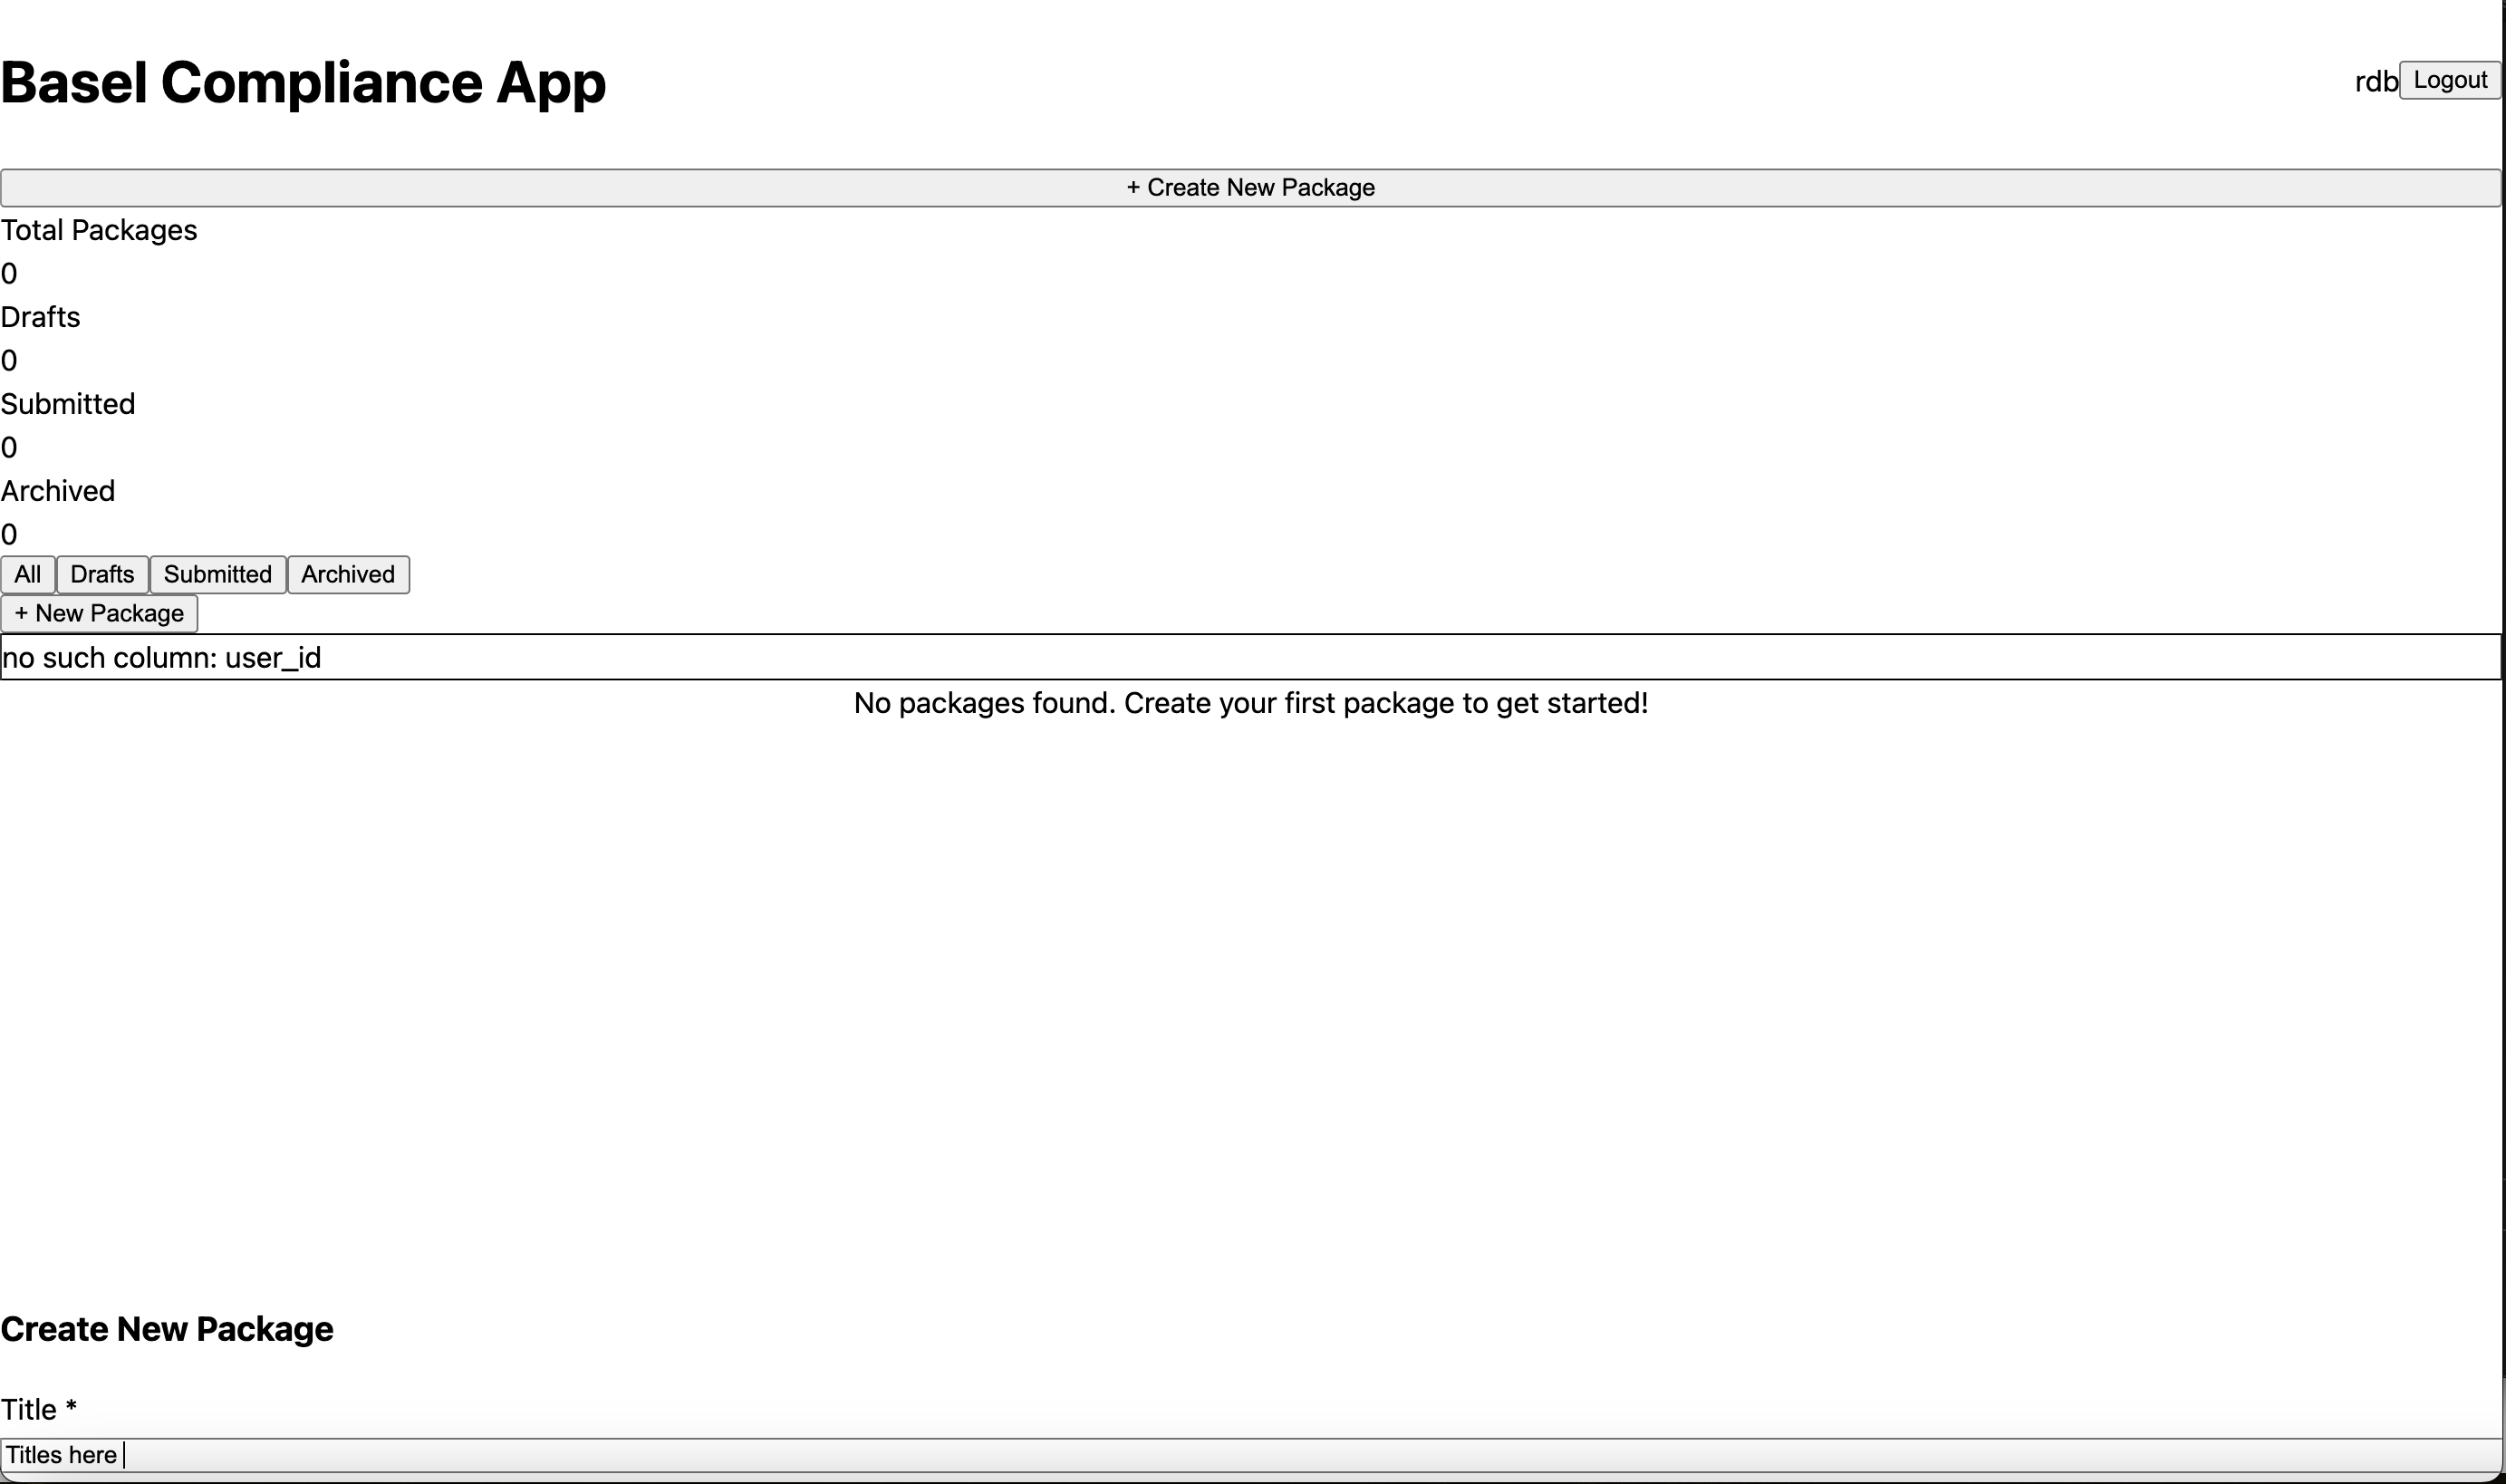 Basel Compliance App
rdb Logout
+ Create New Package
Total Packages
0
Drafts
0
Submitted
0
Archived
0
All Drafts Submitted Archived
+ New Package
no such column: user_id
No packages found. Create your first package to get started!
Create New Package
Title *
Titles here